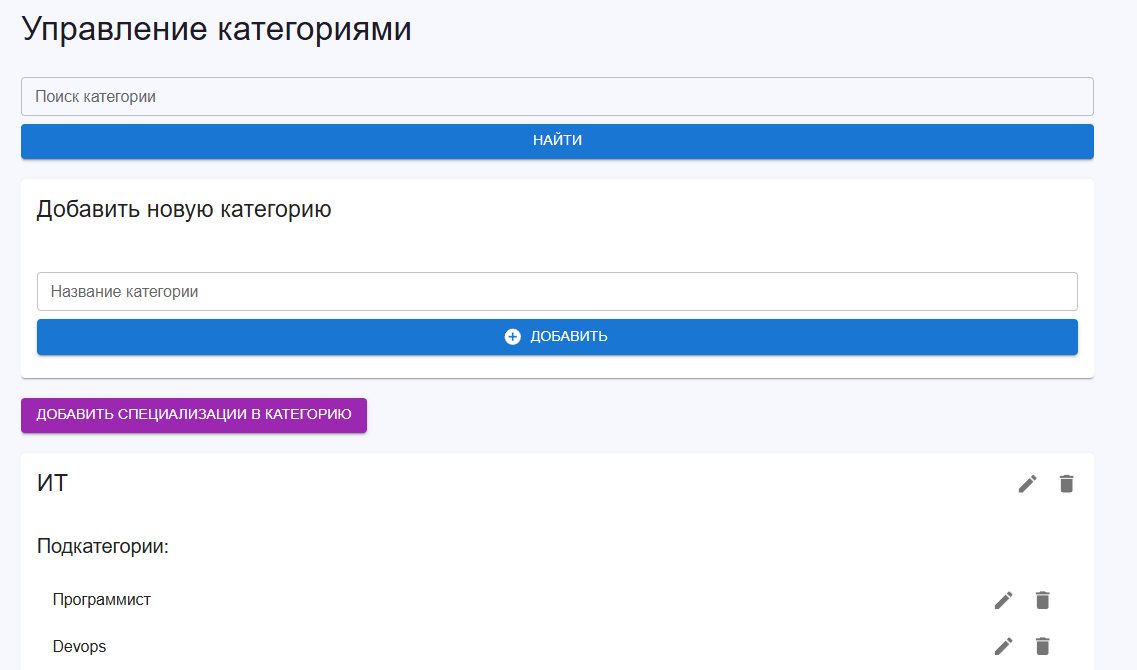 Управление категориями
Поиск категории
НАЙТИ
Добавить новую категорию
Название категории
ДОБАВИТЬ
ДОБАВИТЬ СПЕЦИАЛИЗАЦИИ В КАТЕГОРИЮ
ИТ
Подкатегории:
Программист
Devops